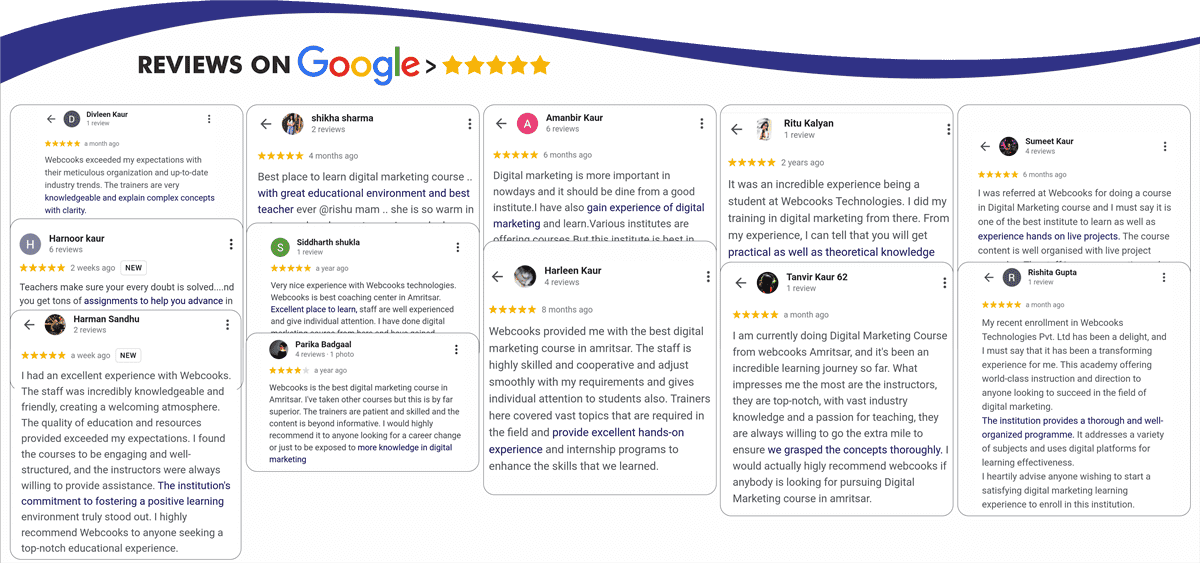 REVIEWS ON Google >
D
Divleen Kaur
1 review
a month ago
Webcooks exceeded my expectations with
their meticulous organization and up-to-date
industry trends. The trainers are very
knowledgeable and explain complex concepts
with clarity.
H
Harnoor kaur
6 reviews
2 weeks ago NEW
Teachers make sure your every doubt is solved....nd
you get tons of assignments to help you advance in
Harman Sandhu
2 reviews
a week ago NEW
I had an excellent experience with Webcooks.
The staff was incredibly knowledgeable and
friendly, creating a welcoming atmosphere.
The quality of education and resources
provided exceeded my expectations. I found
the courses to be engaging and well-
structured, and the instructors were always
willing to provide assistance. The institution's
commitment to fostering a positive learning
environment truly stood out. I highly
recommend Webcooks to anyone seeking a
top-notch educational experience.
shikha sharma
2 reviews
4 months ago
Best place to learn digital marketing course ..
with great educational environment and best
teacher ever @rishu mam .. she is so warm in
S
Siddharth shukla
1 review
a year ago
Very nice experience with Webcooks technologies.
Webcooks is best coaching center in Amritsar.
Excellent place to learn, staff are well experienced
and give individual attention. I have done digital
Parika Badgaal
4 reviews · 1 photo
a year ago
Webcooks is the best digital marketing course in
Amritsar. I've taken other courses but this is by far
superior. The trainers are patient and skilled and the
content is beyond informative. I would highly
recommend it to anyone looking for a career change
or just to be exposed to more knowledge in digital
marketing
A
Amanbir Kaur
6 reviews
6 months ago
Digital marketing is more important in
nowdays and it should be dine from a good
institute.I have also gain experience of digital
marketing and learn.Various institutes are
offering courses.But this institute is best in
Harleen Kaur
4 reviews
8 months ago
Webcooks provided me with the best digital
marketing course in amritsar. The staff is
highly skilled and cooperative and adjust
smoothly with my requirements and gives
individual attention to students also. Trainers
here covered vast topics that are required in
the field and provide excellent hands-on
experience and internship programs to
enhance the skills that we learned.
Ritu Kalyan
1 review
2 years ago
It was an incredible experience being a
student at Webcooks Technologies. I did my
training in digital marketing from there. From
my experience, I can tell that you will get
practical as well as theoretical knowledge
Tanvir Kaur 62
1 review
a month ago
I am currently doing Digital Marketing Course
from webcooks Amritsar, and it's been an
incredible learning journey so far. What
impresses me the most are the instructors,
they are top-notch, with vast industry
knowledge and a passion for teaching, they
are always willing to go the extra mile to
ensure we grasped the concepts thoroughly. I
would actually higly recommend webcooks if
anybody is looking for pursuing Digital
Marketing course in amritsar.
Sumeet Kaur
4 reviews
6 months ago
I was referred at Webcooks for doing a course
in Digital Marketing course and I must say it is
one of the best institute to learn as well as
experience hands on live projects. The course
content is well organised with live project
R
Rishita Gupta
1 review
a month ago
My recent enrollment in Webcooks
Technologies Pvt. Ltd has been a delight, and
I must say that it has been a transforming
experience for me. This academy offering
world-class instruction and direction to
anyone looking to succeed in the field of
digital marketing.
The institution provides a thorough and well-
organized programme. It addresses a variety
of subjects and uses digital platforms for
learning effectiveness.
I heartily advise anyone wishing to start a
satisfying digital marketing learning
experience to enroll in this institution.